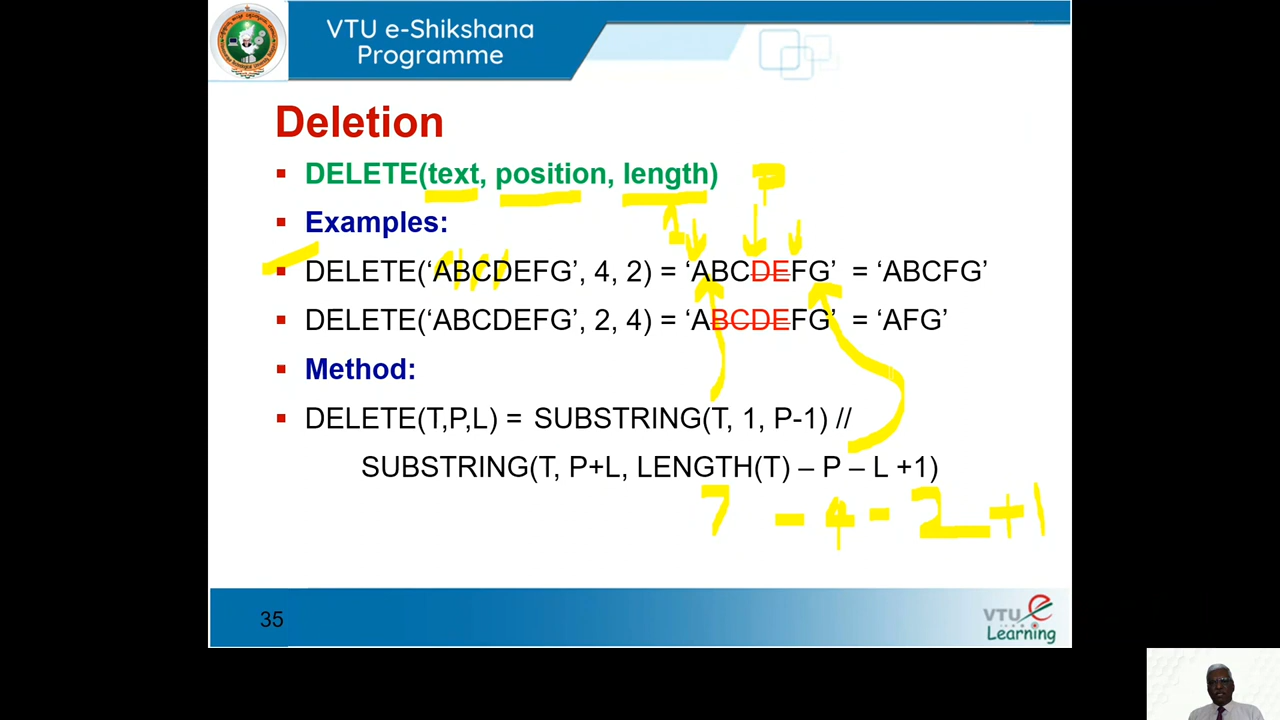 VTU e-Shikshana
Programme
Deletion
▪ DELETE(text, position, length) P
▪ Examples:
▪ DELETE(‘ABCDEFG’, 4, 2) = ‘ABCDEFG’ = ‘ABCFG’
▪ DELETE(‘ABCDEFG’, 2, 4) = ‘ABCDEFG’ = ‘AFG’
▪ Method:
▪ DELETE(T,P,L) = SUBSTRING(T, 1, P-1) //
SUBSTRING(T, P+L, LENGTH(T) – P – L +1)
7 - 4 - 2 + 1
35
VTU e
Learning